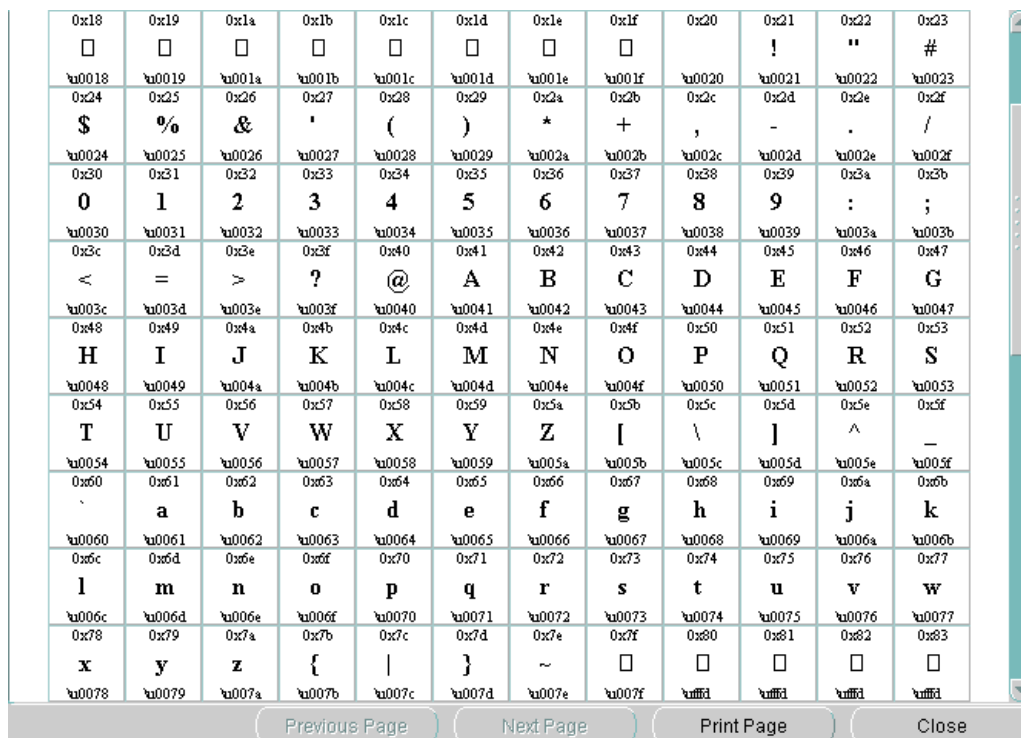 0x18 0x19 0x1a 0x1b 0x1c 0x1d 0x1e 0x1f 0x20 0x21 0x22 0x23
! " #
\u0018 \u0019 \u001a \u001b \u001c \u001d \u001e \u001f \u0020 \u0021 \u0022 \u0023
0x24 0x25 0x26 0x27 0x28 0x29 0x2a 0x2b 0x2c 0x2d 0x2e 0x2f
$ % & ' ( ) * + , - . /
\u0024 \u0025 \u0026 \u0027 \u0028 \u0029 \u002a \u002b \u002c \u002d \u002e \u002f
0x30 0x31 0x32 0x33 0x34 0x35 0x36 0x37 0x38 0x39 0x3a 0x3b
0 1 2 3 4 5 6 7 8 9 : ;
\u0030 \u0031 \u0032 \u0033 \u0034 \u0035 \u0036 \u0037 \u0038 \u0039 \u003a \u003b
0x3c 0x3d 0x3e 0x3f 0x40 0x41 0x42 0x43 0x44 0x45 0x46 0x47
< = > ? @ A B C D E F G
\u003c \u003d \u003e \u003f \u0040 \u0041 \u0042 \u0043 \u0044 \u0045 \u0046 \u0047
0x48 0x49 0x4a 0x4b 0x4c 0x4d 0x4e 0x4f 0x50 0x51 0x52 0x53
H I J K L M N O P Q R S
\u0048 \u0049 \u004a \u004b \u004c \u004d \u004e \u004f \u0050 \u0051 \u0052 \u0053
0x54 0x55 0x56 0x57 0x58 0x59 0x5a 0x5b 0x5c 0x5d 0x5e 0x5f
T U V W X Y Z [ \ ] ^ _
\u0054 \u0055 \u0056 \u0057 \u0058 \u0059 \u005a \u005b \u005c \u005d \u005e \u005f
0x60 0x61 0x62 0x63 0x64 0x65 0x66 0x67 0x68 0x69 0x6a 0x6b
` a b c d e f g h i j k
\u0060 \u0061 \u0062 \u0063 \u0064 \u0065 \u0066 \u0067 \u0068 \u0069 \u006a \u006b
0x6c 0x6d 0x6e 0x6f 0x70 0x71 0x72 0x73 0x74 0x75 0x76 0x77
l m n o p q r s t u v w
\u006c \u006d \u006e \u006f \u0070 \u0071 \u0072 \u0073 \u0074 \u0075 \u0076 \u0077
0x78 0x79 0x7a 0x7b 0x7c 0x7d 0x7e 0x7f 0x80 0x81 0x82 0x83
x y z { | } ~
\u0078 \u0079 \u007a \u007b \u007c \u007d \u007e \u007f \ufffd \ufffd \ufffd \ufffd
Previous Page Next Page Print Page Close